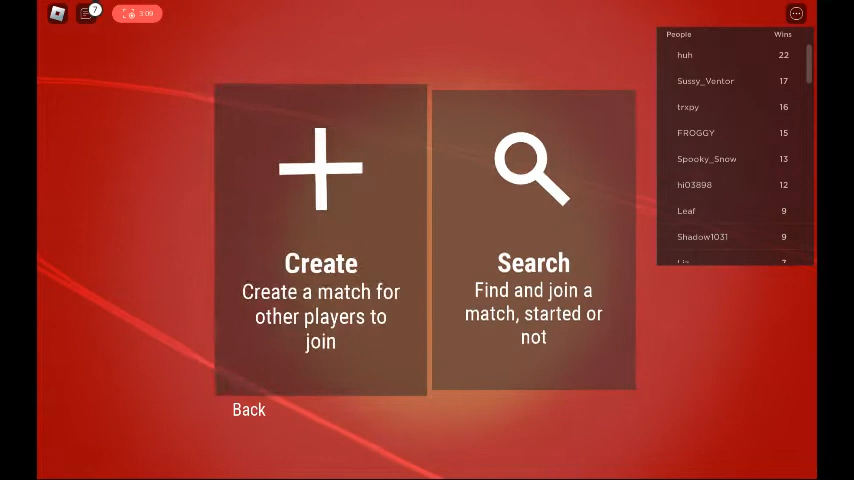 7
3:09
People Wins
huh 22
Sussy_Ventor 17
trxpy 16
FROGGY 15
Spooky_Snow 13
hi03898 12
Leaf 9
Shadow1031 9
Create
Create a match for
other players to
join
Search
Find and join a
match, started or
not
Back